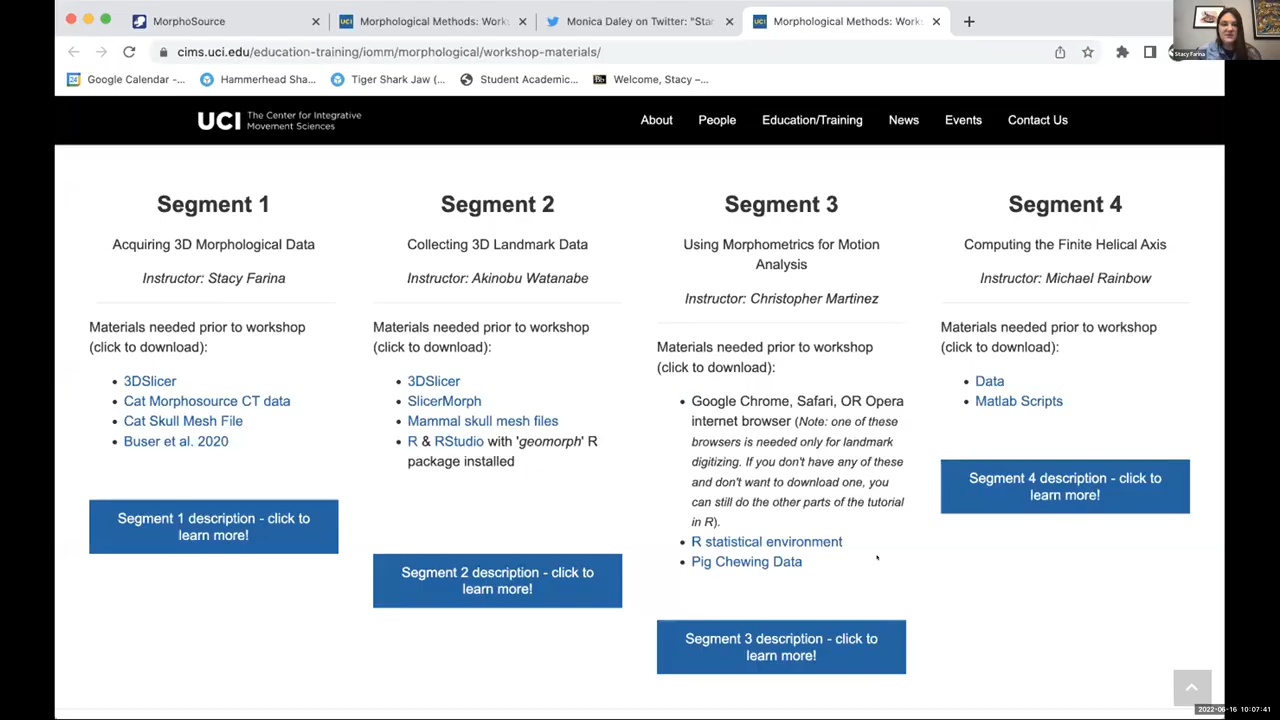 MorphoSource
Morphological Methods: Work
Monica Daley on Twitter: "Sta
Morphological Methods: Work
cims.uci.edu/education-training/iomm/morphological/workshop-materials/
Google Calendar -...
Hammerhead Sha...
Tiger Shark Jaw (...
Student Academic...
Welcome, Stacy –...
Stacy Farina
UCI The Center for Integrative
Movement Sciences
About People Education/Training News Events Contact Us
Segment 1
Acquiring 3D Morphological Data
Instructor: Stacy Farina
Materials needed prior to workshop
(click to download):
• 3DSlicer
• Cat Morphosource CT data
• Cat Skull Mesh File
• Buser et al. 2020
Segment 1 description - click to
learn more!
Segment 2
Collecting 3D Landmark Data
Instructor: Akinobu Watanabe
Materials needed prior to workshop
(click to download):
• 3DSlicer
• SlicerMorph
• Mammal skull mesh files
• R & RStudio with 'geomorph' R
package installed
Segment 2 description - click to
learn more!
Segment 3
Using Morphometrics for Motion
Analysis
Instructor: Christopher Martinez
Materials needed prior to workshop
(click to download):
• Google Chrome, Safari, OR Opera
internet browser (Note: one of these
browsers is needed only for landmark
digitizing. If you don't have any of these
and don't want to download one, you
can still do the other parts of the tutorial
in R).
• R statistical environment
• Pig Chewing Data
Segment 3 description - click to
learn more!
Segment 4
Computing the Finite Helical Axis
Instructor: Michael Rainbow
Materials needed prior to workshop
(click to download):
• Data
• Matlab Scripts
Segment 4 description - click to
learn more!
2022-06-16 10:07:41